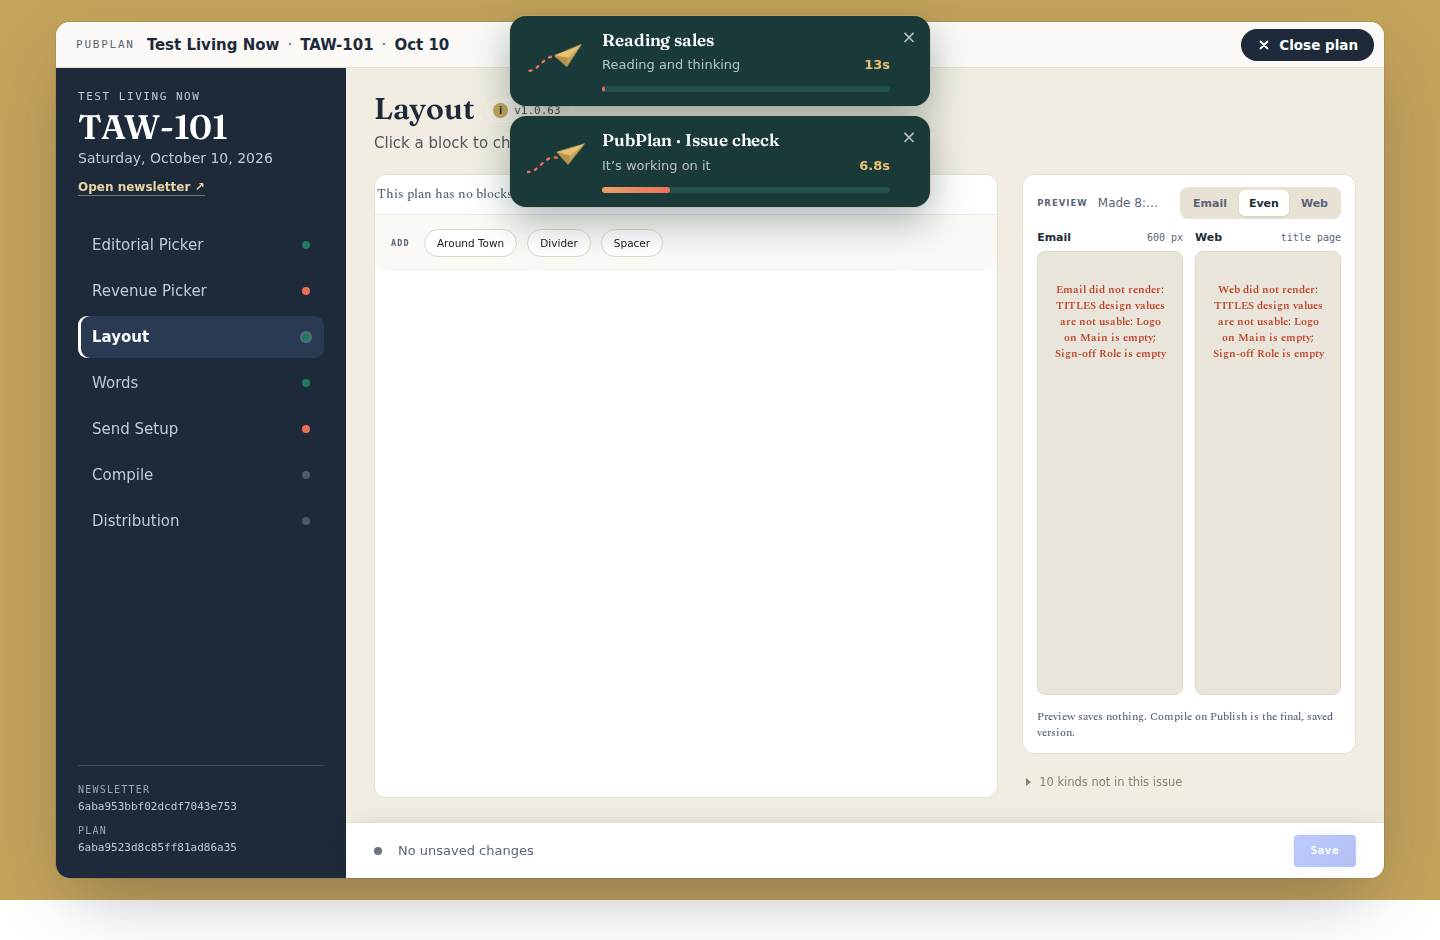 PUBPLAN Test Living Now · TAW-101 · Oct 10
Close plan
Reading sales
Reading and thinking 13s
PubPlan · Issue check
It's working on it 6.8s
TEST LIVING NOW
TAW-101
Saturday, October 10, 2026
Open newsletter ↗
Editorial Picker
Revenue Picker
Layout
Words
Send Setup
Compile
Distribution
NEWSLETTER
6aba953bbf02dcdf7043e753
PLAN
6aba9523d8c85ff81ad86a35
Layout i v1.0.63
Click a block to ch
This plan has no blocks
ADD Around Town Divider Spacer
PREVIEW Made 8:... Email Even Web
Email 600 px Web title page
Email did not render:
TITLES design values
are not usable: Logo
on Main is empty;
Sign-off Role is empty
Web did not render:
TITLES design values
are not usable: Logo
on Main is empty;
Sign-off Role is empty
Preview saves nothing. Compile on Publish is the final, saved
version.
10 kinds not in this issue
No unsaved changes
Save